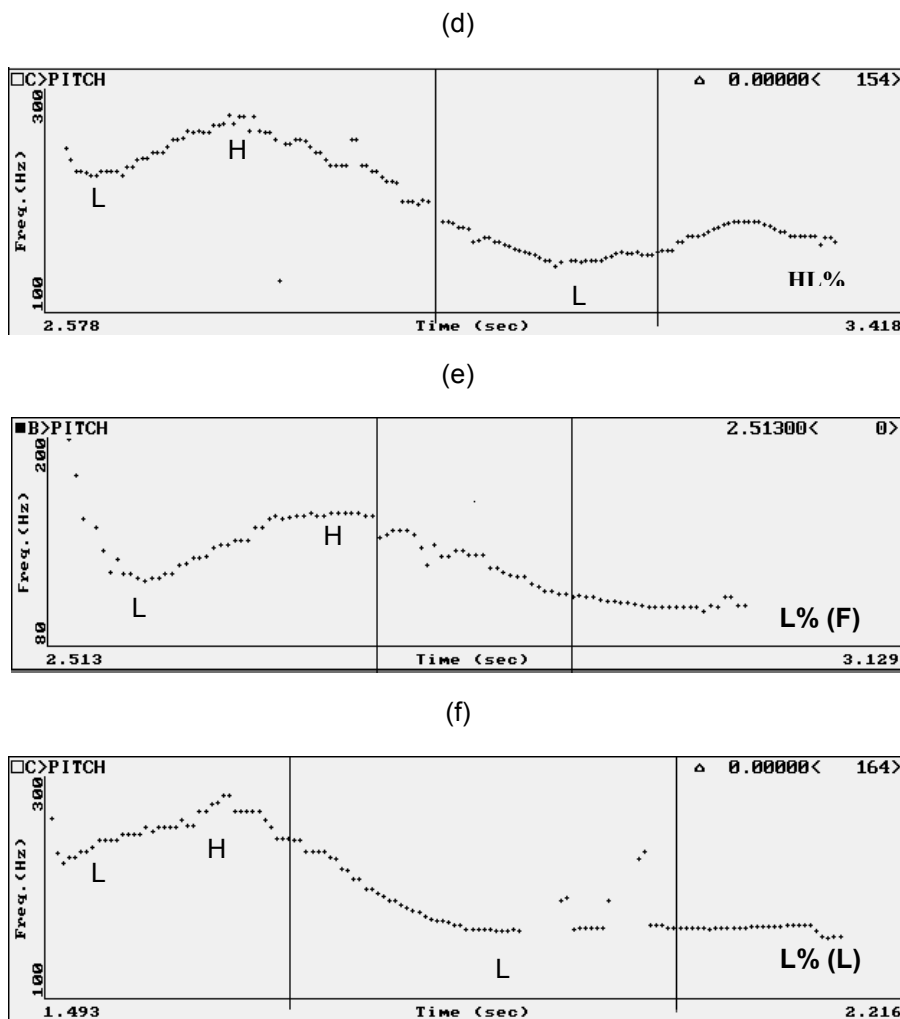 (d)
□C>PITCH △ 0.00000< 154>
300
H
L
Freq.(Hz)
L
HL%
100
2.578 Time (sec) 3.418
(e)
■B>PITCH 2.51300< 0>
200
H
Freq.(Hz)
L
L% (F)
80
2.513 Time (sec) 3.129
(f)
□C>PITCH △ 0.00000< 164>
300
H
L
Freq.(Hz)
L
L% (L)
100
1.493 Time (sec) 2.216